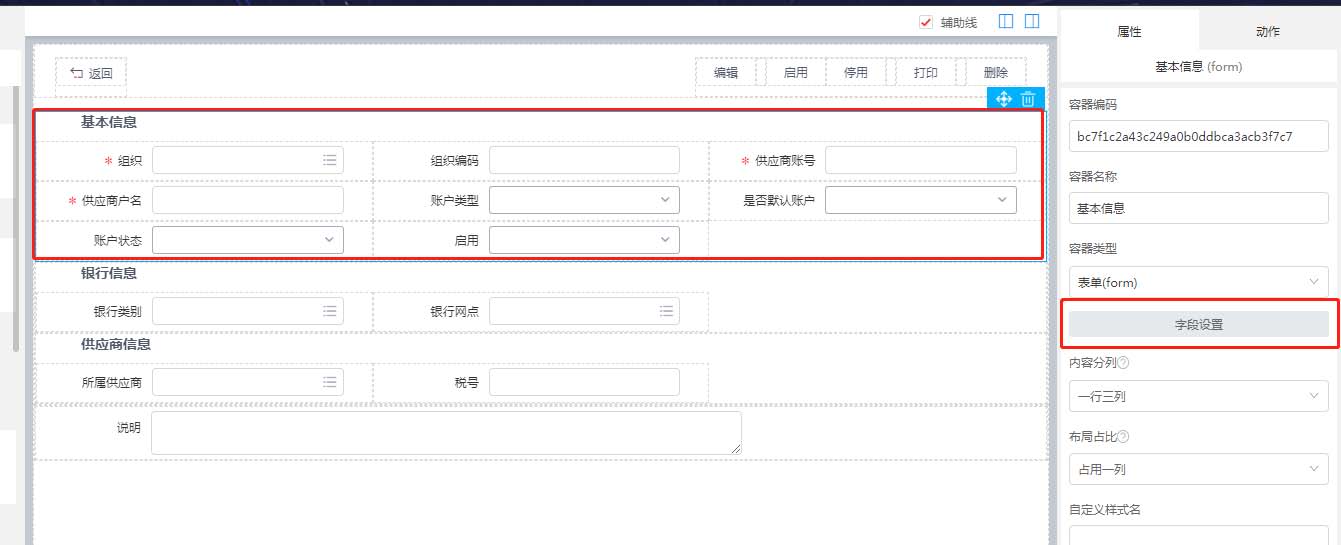 辅助线
属性 动作
基本信息 (form)
返回 编辑 启用 停用 打印 删除
基本信息
* 组织 组织编码 * 供应商账号
* 供应商户名 账户类型 是否默认账户
账户状态 启用
银行信息
银行类别 银行网点
供应商信息
所属供应商 税号
说明
容器编码
bc7f1c2a43c249a0b0ddbca3acb3f7c7
容器名称
基本信息
容器类型
表单(form)
字段设置
内容分列?
一行三列
布局占比?
占用一列
自定义样式名